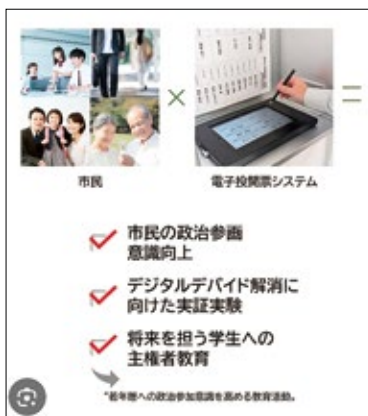 市民
電子投開票システム
市民の政治参画
意識向上
デジタルデバイド解消に
向けた実証実験
将来を担う学生への
主権者教育
*若年層への政治参加意識を高める教育活動。